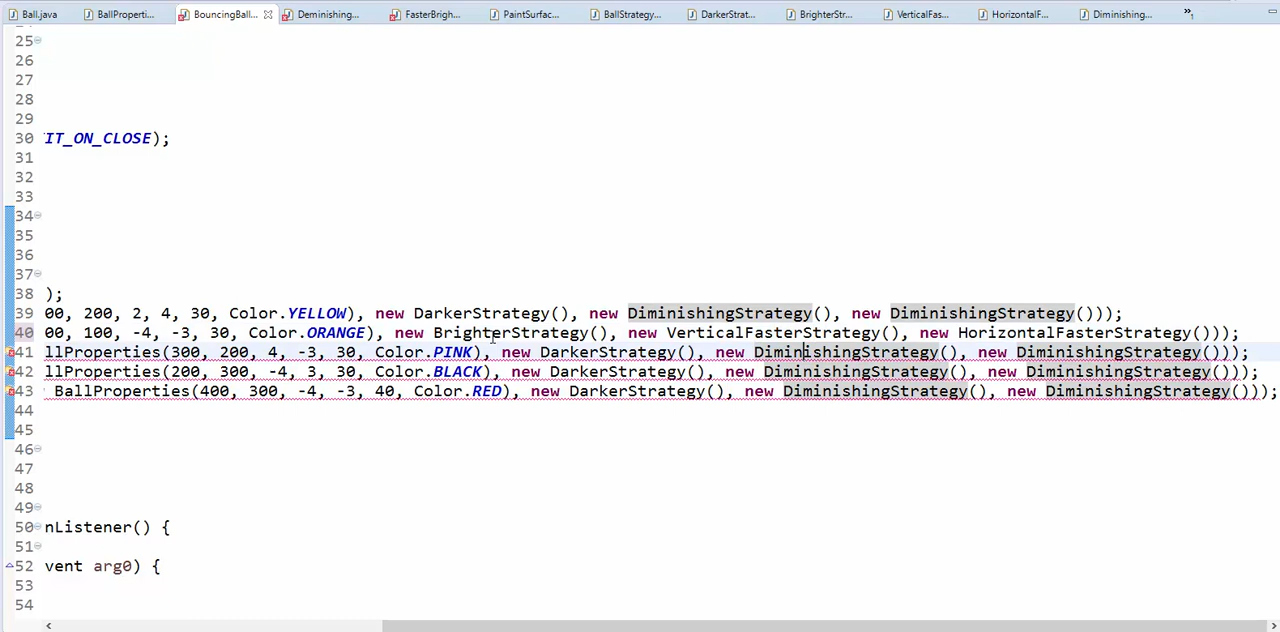 Ball.java BallProperti... BouncingBall... Deminishing... FasterBrigh... PaintSurfac... BallStrategy... DarkerStrat... BrighterStr... VerticalFas... HorizontalF... Diminishing... »1
25
26
27
28
29
30 IT_ON_CLOSE);
31
32
33
34
35
36
37
38 );
39 00, 200, 2, 4, 30, Color.YELLOW), new DarkerStrategy(), new DiminishingStrategy(), new DiminishingStrategy()));
40 00, 100, -4, -3, 30, Color.ORANGE), new BrighterStrategy(), new VerticalFasterStrategy(), new HorizontalFasterStrategy()));
41 llProperties(300, 200, 4, -3, 30, Color.PINK), new DarkerStrategy(), new DiminishingStrategy(), new DiminishingStrategy()));
42 llProperties(200, 300, -4, 3, 30, Color.BLACK), new DarkerStrategy(), new DiminishingStrategy(), new DiminishingStrategy()));
43 BallProperties(400, 300, -4, -3, 40, Color.RED), new DarkerStrategy(), new DiminishingStrategy(), new DiminishingStrategy()));
44
45
46
47
48
49
50 nListener() {
51
52 vent arg0) {
53
54